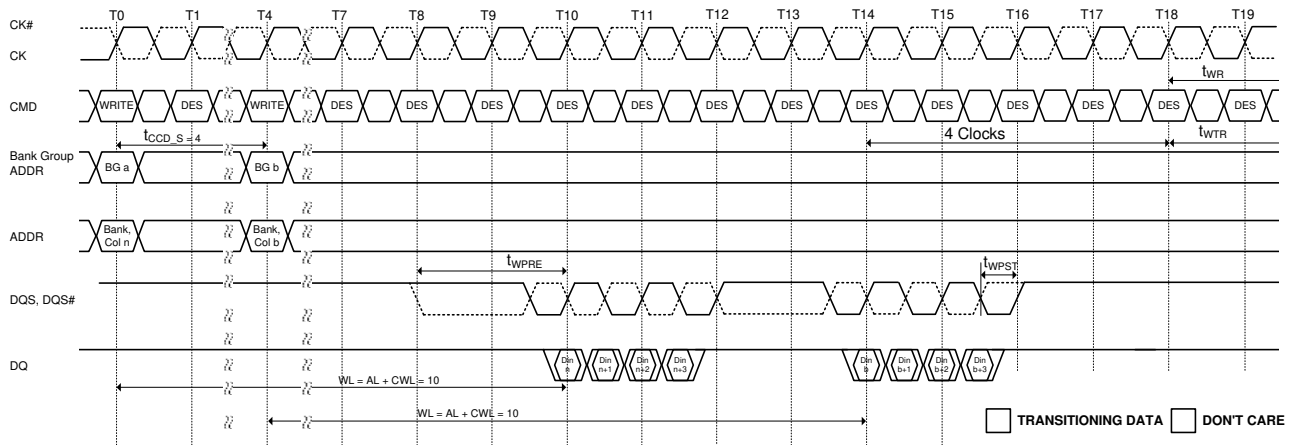 T0 T1 T4 T7 T8 T9 T10 T11 T12 T13 T14 T15 T16 T17 T18 T19
CK#
CK
tWR
CMD WRITE DES WRITE DES DES DES DES DES DES DES DES DES DES DES DES DES
tCCD_S = 4 4 Clocks tWTR
Bank Group
ADDR
BG a BG b
ADDR
Bank,
Col n
Bank,
Col b
tWPRE tWPST
DQS, DQS#
DQ
Din
n
Din
n+1
Din
n+2
Din
n+3
Din
b
Din
b+1
Din
b+2
Din
b+3
WL = AL + CWL = 10
WL = AL + CWL = 10
TRANSITIONING DATA DON'T CARE